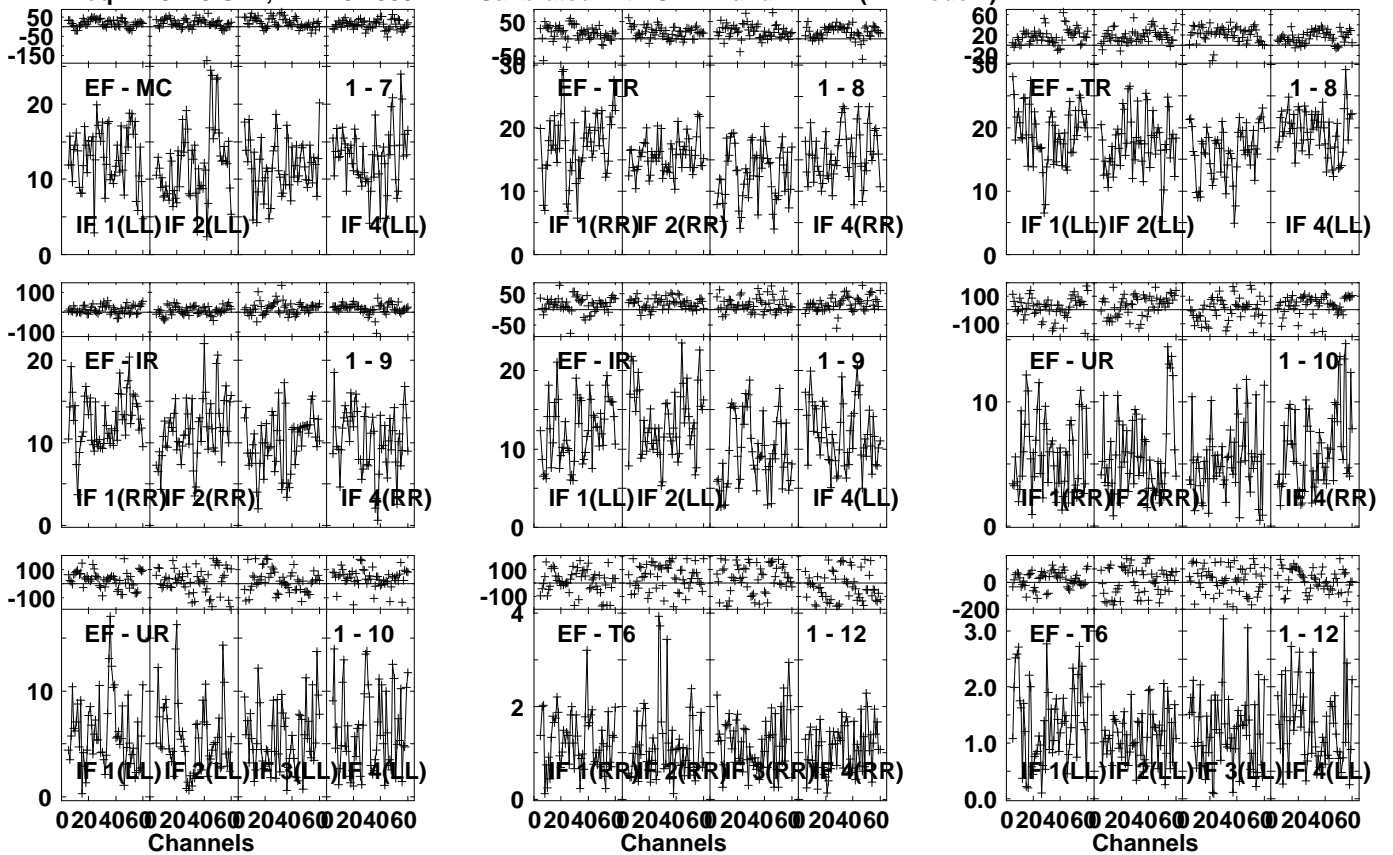 50
-50
-150
20
10
0
EF - MC
1 - 7
IF 1(LL)
IF 2(LL)
IF 4(LL)
50
-50
30
20
10
0
EF - TR
1 - 8
IF 1(RR)
IF 2(RR)
IF 4(RR)
60
20
-20
30
20
10
0
EF - TR
1 - 8
IF 1(LL)
IF 2(LL)
IF 4(LL)
100
-100
20
10
0
EF - IR
1 - 9
IF 1(RR)
IF 2(RR)
IF 4(RR)
50
-50
20
10
0
EF - IR
1 - 9
IF 1(LL)
IF 2(LL)
IF 4(LL)
100
-100
10
0
EF - UR
1 - 10
IF 1(RR)
IF 2(RR)
IF 4(RR)
100
-100
10
0
EF - UR
1 - 10
IF 1(LL)
IF 2(LL)
IF 3(LL)
IF 4(LL)
0 20 40 60 0 20 40 60 0 20 40 60 0 20 40 60
Channels
100
-100
4
2
0
EF - T6
1 - 12
IF 1(RR)
IF 2(RR)
IF 3(RR)
IF 4(RR)
0 20 40 60 0 20 40 60 0 20 40 60 0 20 40 60
Channels
0
-200
3.0
2.0
1.0
0.0
EF - T6
1 - 12
IF 1(LL)
IF 2(LL)
IF 3(LL)
IF 4(LL)
0 20 40 60 0 20 40 60 0 20 40 60 0 20 40 60
Channels